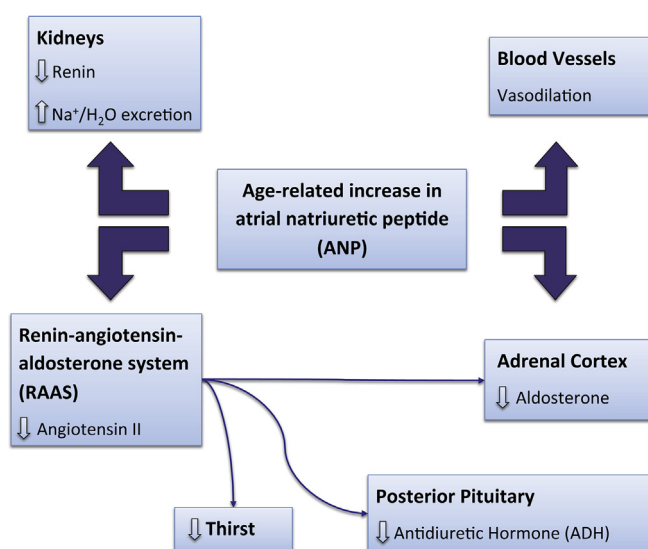 Kidneys
Renin
Na⁺/H₂O excretion
Blood Vessels
Vasodilation
Age-related increase in
atrial natriuretic peptide
(ANP)
Renin-angiotensin-
aldosterone system
(RAAS)
Angiotensin II
Adrenal Cortex
Aldosterone
Thirst
Posterior Pituitary
Antidiuretic Hormone (ADH)